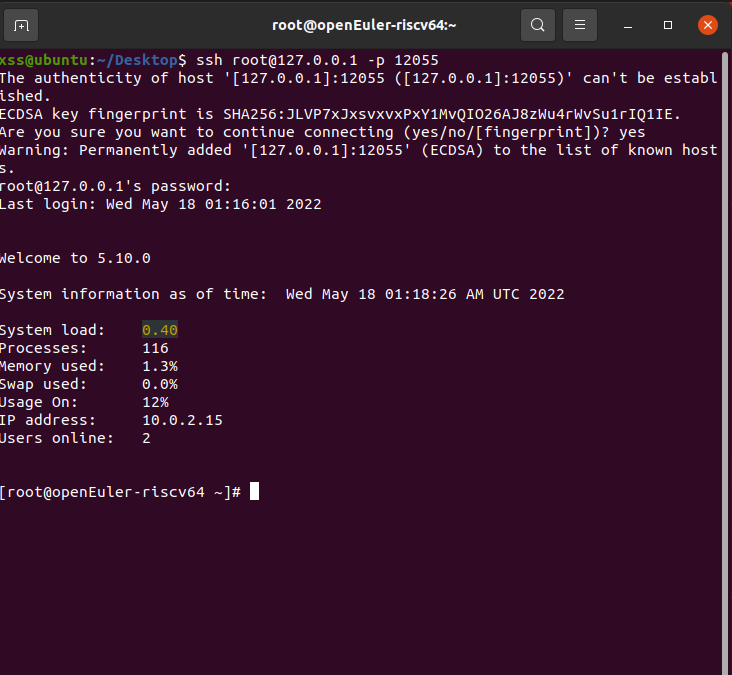 root@openEuler-riscv64:~
xss@ubuntu:~/Desktop$ ssh root@127.0.0.1 -p 12055
The authenticity of host '[127.0.0.1]:12055 ([127.0.0.1]:12055)' can't be establ
ished.
ECDSA key fingerprint is SHA256:JLVP7xJxsvxvxPxY1MvQIO26AJ8zWu4rWvSu1rIQ1IE.
Are you sure you want to continue connecting (yes/no/[fingerprint])? yes
Warning: Permanently added '[127.0.0.1]:12055' (ECDSA) to the list of known host
s.
root@127.0.0.1's password:
Last login: Wed May 18 01:16:01 2022
Welcome to 5.10.0
System information as of time:  Wed May 18 01:18:26 AM UTC 2022
System load:    0.40
Processes:      116
Memory used:    1.3%
Swap used:      0.0%
Usage On:       12%
IP address:     10.0.2.15
Users online:   2
[root@openEuler-riscv64 ~]#